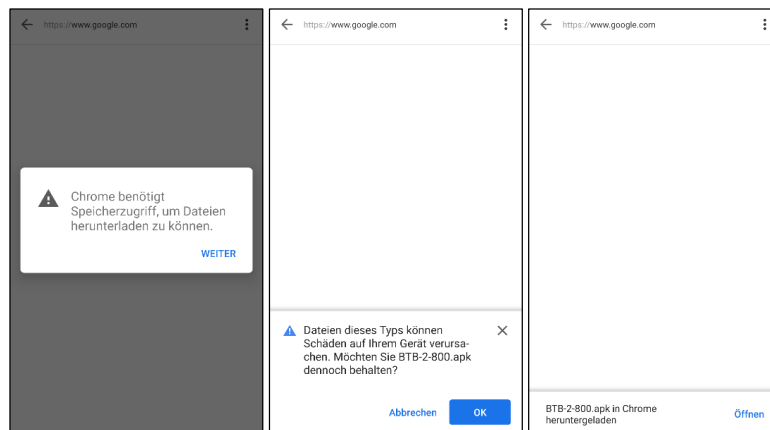 https://www.google.com
Chrome benötigt
Speicherzugriff, um Dateien
herunterladen zu können.
WEITER
https://www.google.com
Dateien dieses Typs können
Schäden auf Ihrem Gerät verursa-
chen. Möchten Sie BTB-2-800.apk
dennoch behalten?
Abbrechen
OK
https://www.google.com
BTB-2-800.apk in Chrome
heruntergeladen
Öffnen